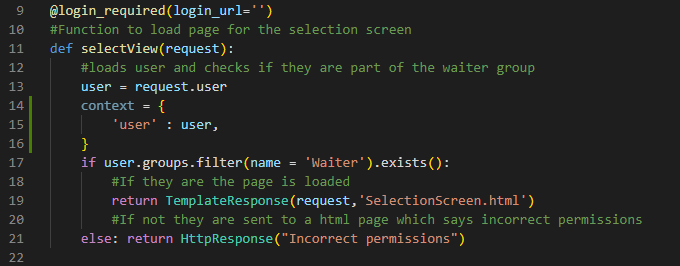 9 @login_required(login_url='')
10 #Function to load page for the selection screen
11 def selectView(request):
12     #loads user and checks if they are part of the waiter group
13     user = request.user
14     context = {
15         'user' : user,
16     }
17     if user.groups.filter(name = 'Waiter').exists():
18         #If they are the page is loaded
19         return TemplateResponse(request,'SelectionScreen.html')
20         #If not they are sent to a html page which says incorrect permissions
21     else: return HttpResponse("Incorrect permissions")
22